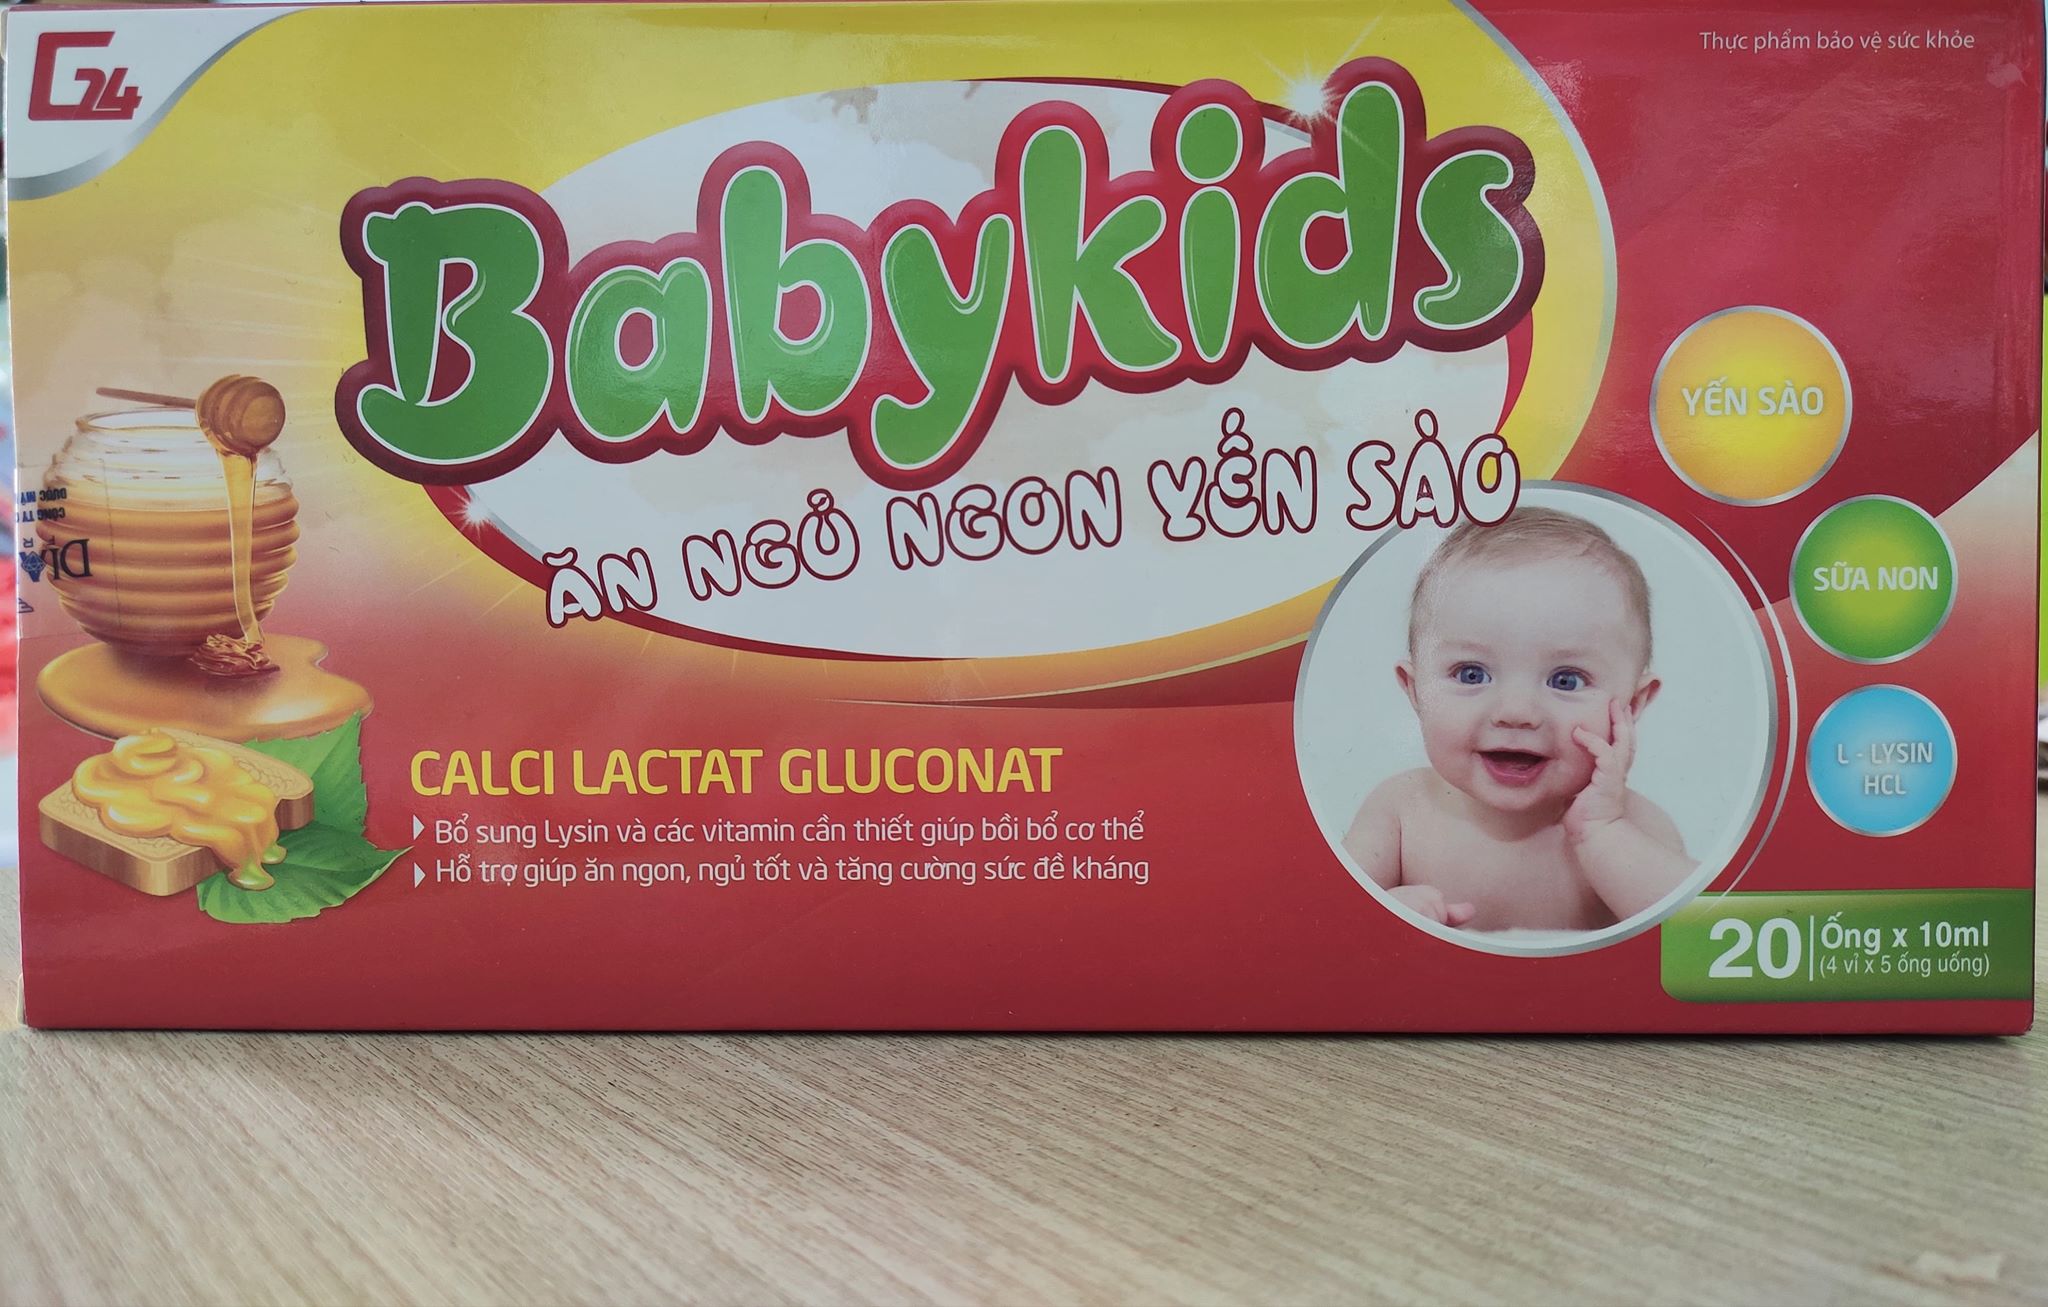 G24
Thực phẩm bảo vệ sức khỏe
Babykids
ĂN NGỦ NGON YẾN SÀO
YẾN SÀO
SỮA NON
L - LYSIN
HCL
CALCI LACTAT GLUCONAT
Bổ sung Lysin và các vitamin cần thiết giúp bồi bổ cơ thể
Hỗ trợ giúp ăn ngon, ngủ tốt và tăng cường sức đề kháng
20 Ống x 10ml
(4 vỉ x 5 ống uống)
CÔNG TY